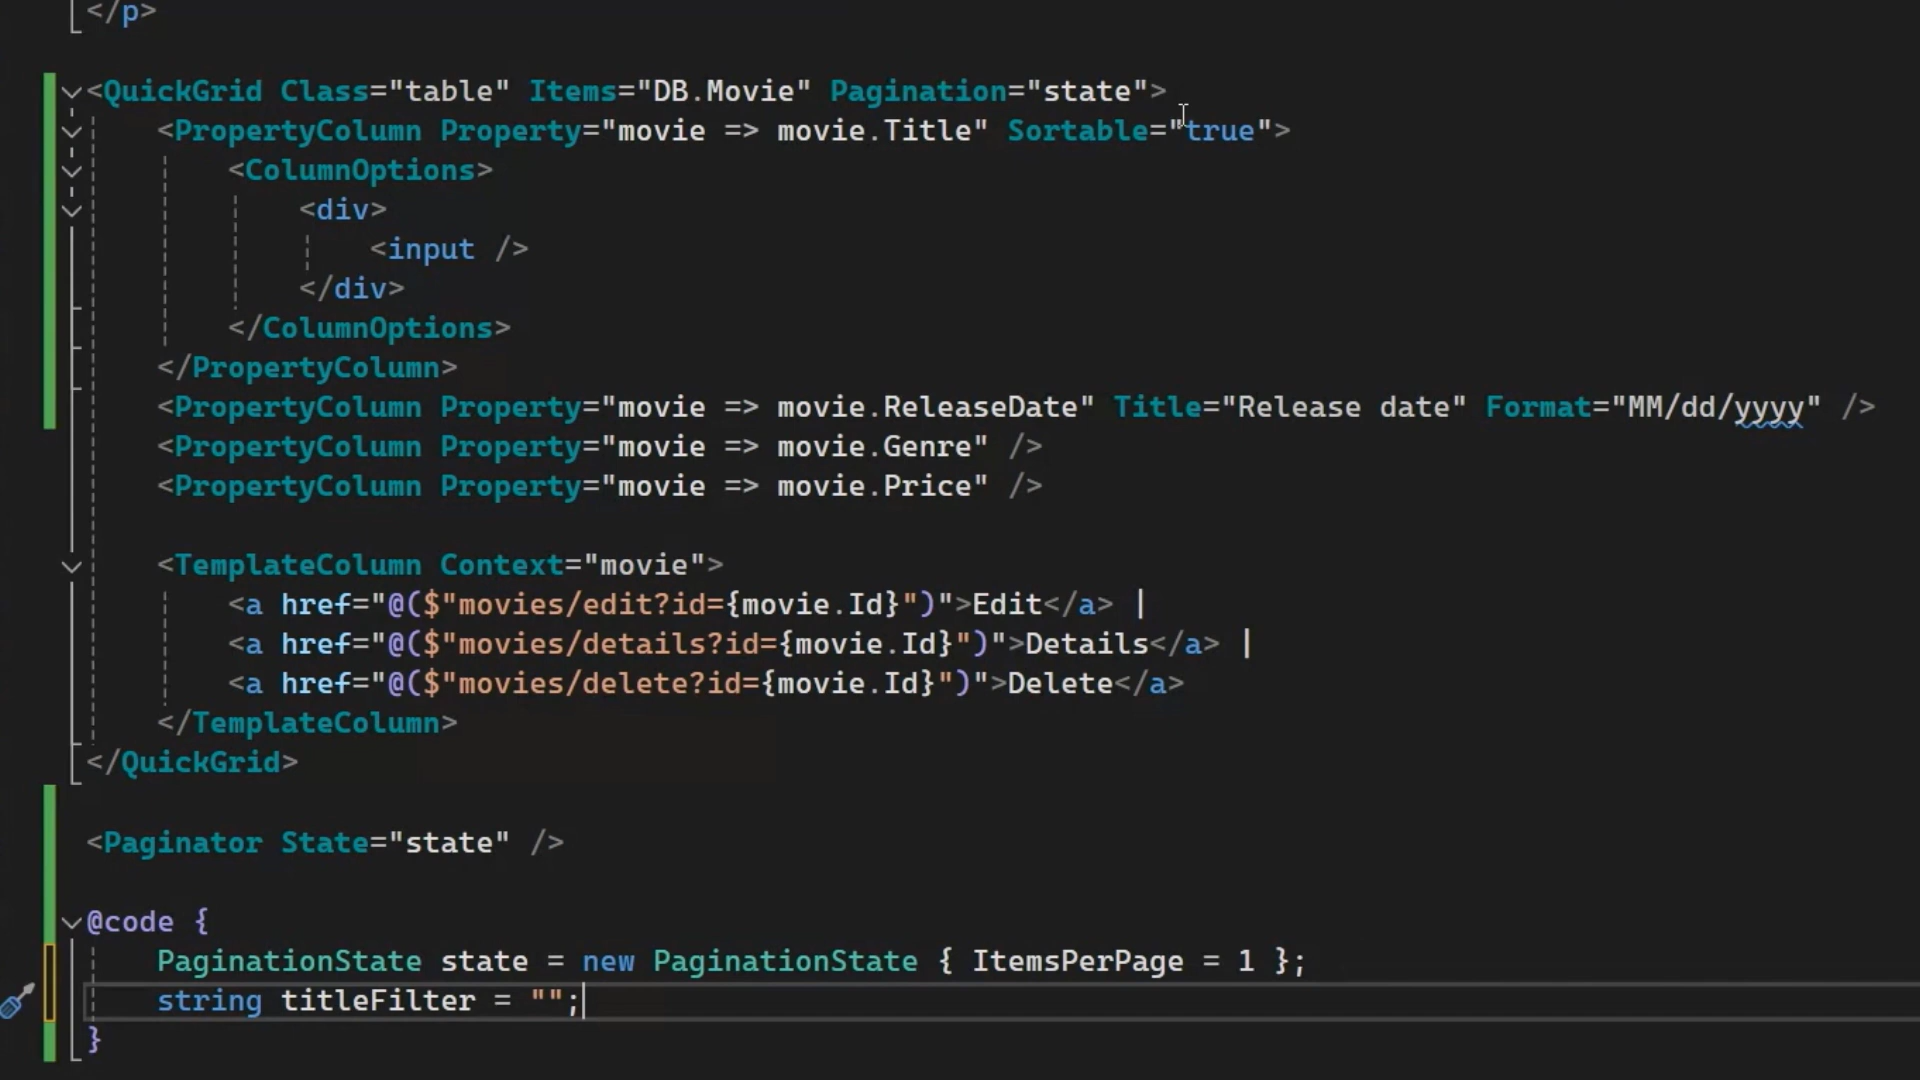 </p>
<QuickGrid Class="table" Items="DB.Movie" Pagination="state">
<PropertyColumn Property="movie => movie.Title" Sortable="true">
<ColumnOptions>
<div>
<input />
</div>
</ColumnOptions>
</PropertyColumn>
<PropertyColumn Property="movie => movie.ReleaseDate" Title="Release date" Format="MM/dd/yyyy" />
<PropertyColumn Property="movie => movie.Genre" />
<PropertyColumn Property="movie => movie.Price" />
<TemplateColumn Context="movie">
<a href="@($"movies/edit?id={movie.Id}")">Edit</a> |
<a href="@($"movies/details?id={movie.Id}")">Details</a> |
<a href="@($"movies/delete?id={movie.Id}")">Delete</a>
</TemplateColumn>
</QuickGrid>
<Paginator State="state" />
@code {
PaginationState state = new PaginationState { ItemsPerPage = 1 };
string titleFilter = "";
}